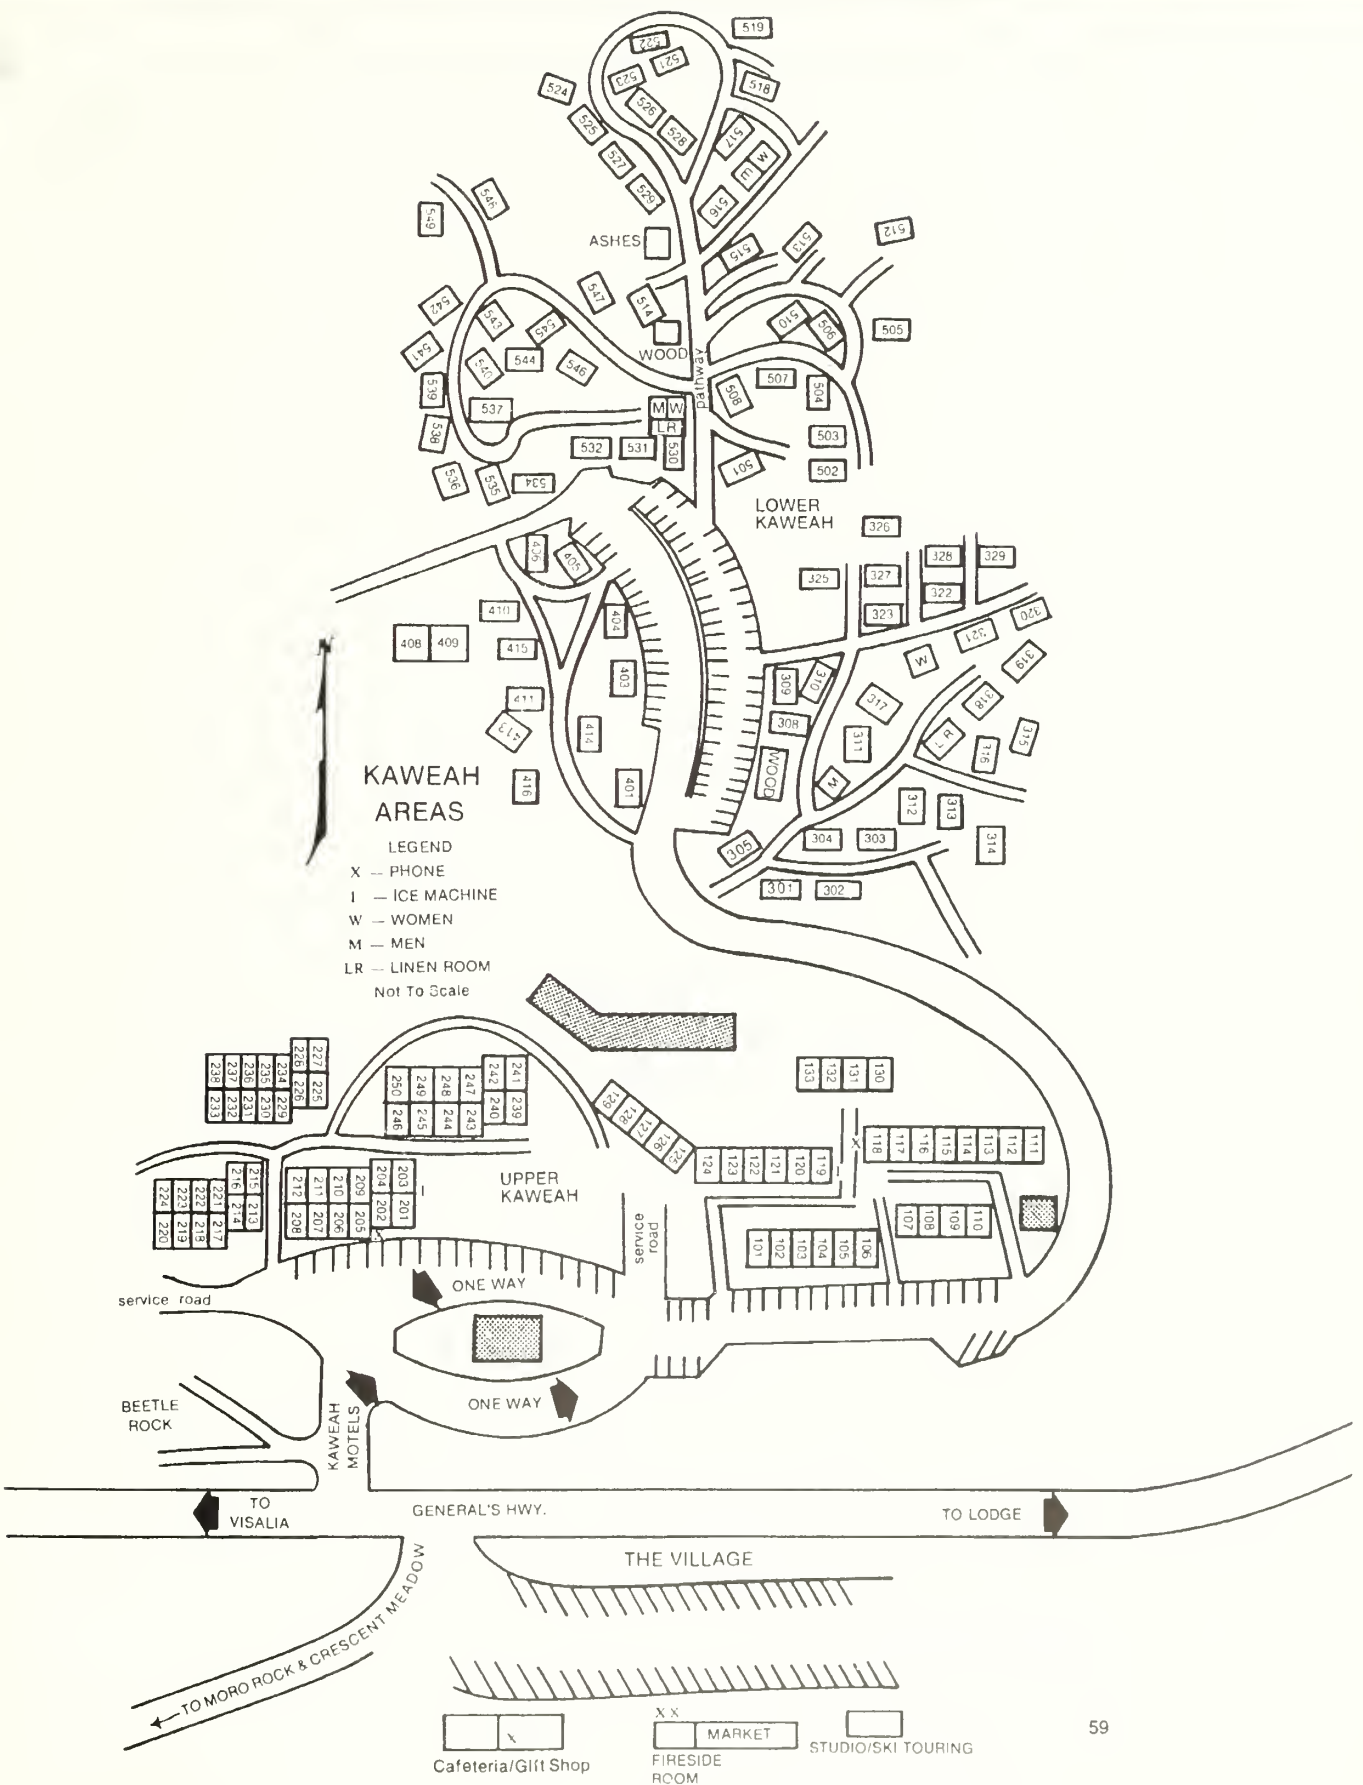 519
522
521
523
518
524
526
525
528
517
527
W
M
529
516
546
549
512
ASHES
515
513
547
514
542
543
510
506
505
545
WOOD
541
544
540
546
pathway
507
539
508
504
537
M W
LR
538
503
532
531
530
501
502
536
535
534
LOWER
KAWEAH
326
406
405
328
329
325
327
322
323
410
404
320
321
408
409
415
W
319
310
309
403
318
317
411
308
413
414
311
LR
315
316
WOOD
KAWEAH
AREAS
416
401
M
312
313
304
303
314
305
301
302
LEGEND
X — PHONE
I — ICE MACHINE
W — WOMEN
M — MEN
LR — LINEN ROOM
Not To Scale
226 227
238 237 236 235 234
226 225
233 232 231 230 229
242 241
250 249 248 247
240 239
246 245 244 243
133 132 131 130
129 128 127 126 125
124 123 122 121 120 119
X
118 117 116 115 114 113 112 111
216 215
224 223 222 221
214 213
220 219 218 217
204 203
212 211 210 209
202 201
208 207 206 205
I
X
UPPER
KAWEAH
107 108 109 110
101 102 103 104 105 106
service
road
service road
ONE WAY
ONE WAY
BEETLE
ROCK
KAWEAH
MOTELS
TO
VISALIA
GENERAL'S HWY.
TO LODGE
THE VILLAGE
TO MORO ROCK & CRESCENT MEADOW
X
Cafeteria/Gift Shop
X X
MARKET
FIRESIDE
ROOM
STUDIO/SKI TOURING
59